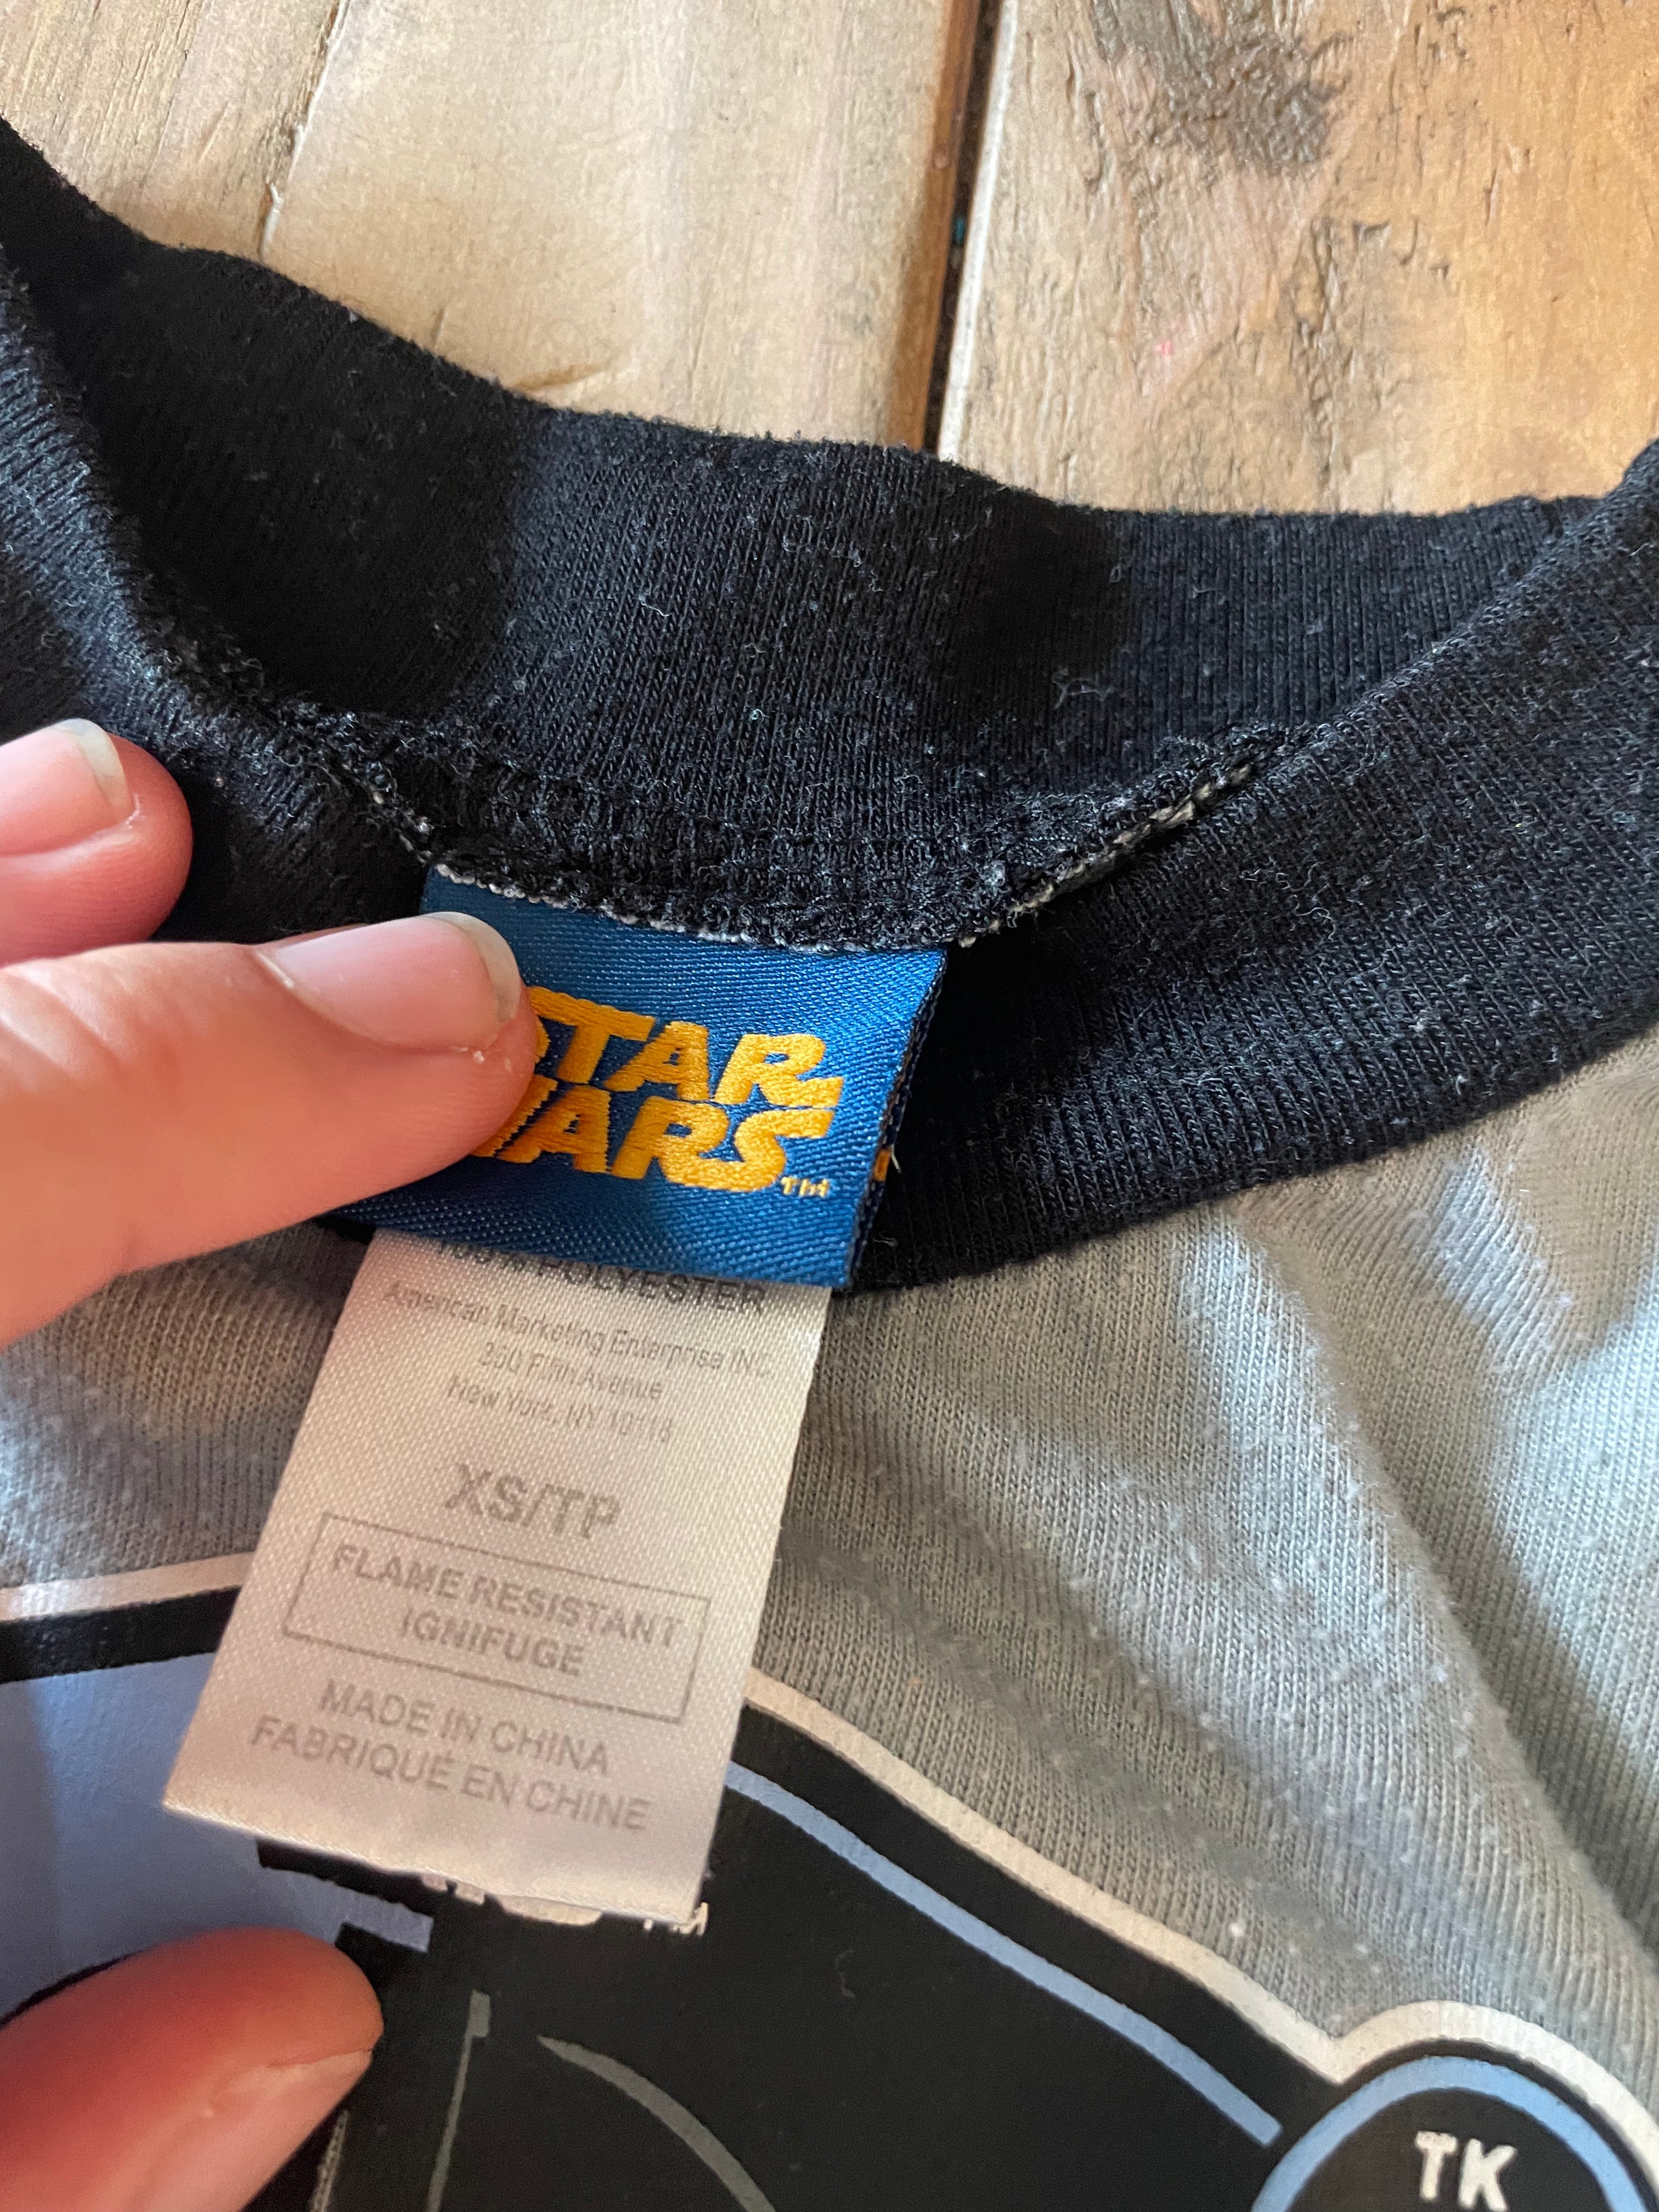 STAR
WARS
TM
POLYESTER
American Marketing Enterprise INC
350 Fifth Avenue
New York, NY 10118
XS/TP
FLAME RESISTANT
IGNIFUGE
MADE IN CHINA
FABRIQUÉ EN CHINE
TK